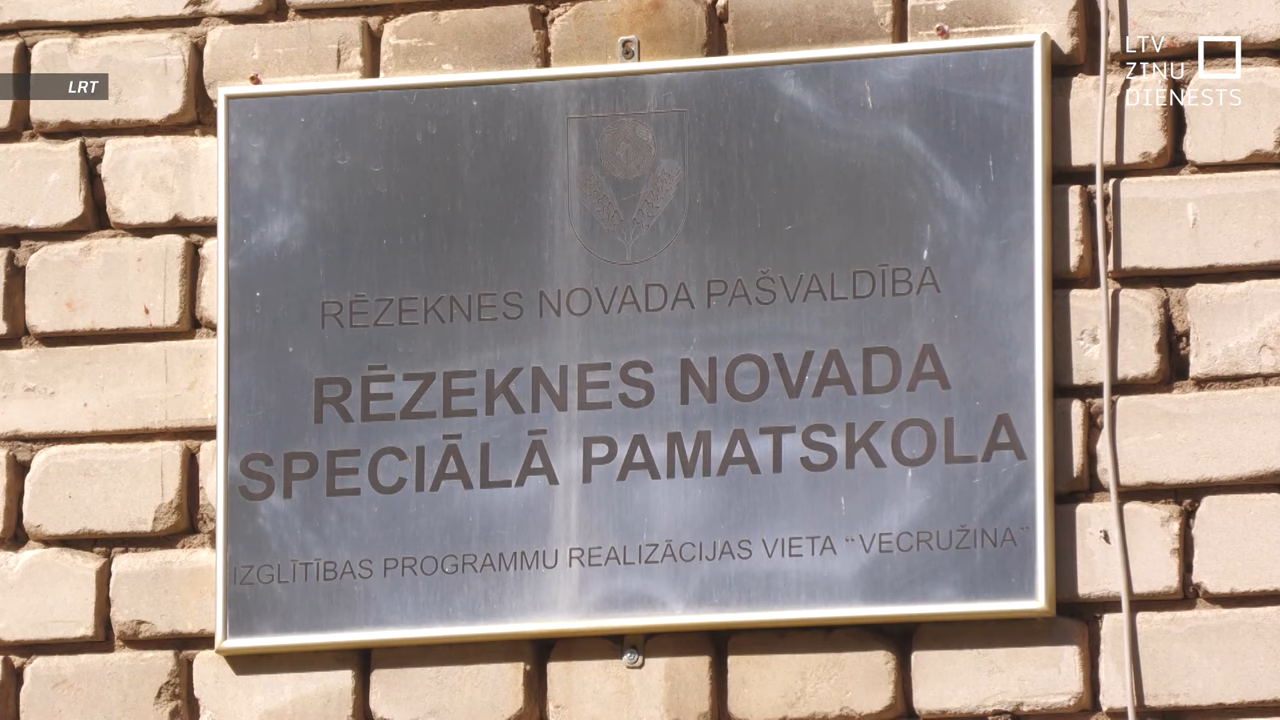 LRT
LTV
ZIŅU
DIENESTS
RĒZEKNES NOVADA PAŠVALDĪBA
RĒZEKNES NOVADA
SPECIĀLĀ PAMATSKOLA
IZGLĪTĪBAS PROGRAMMU REALIZĀCIJAS VIETA “VECRUŽINA”